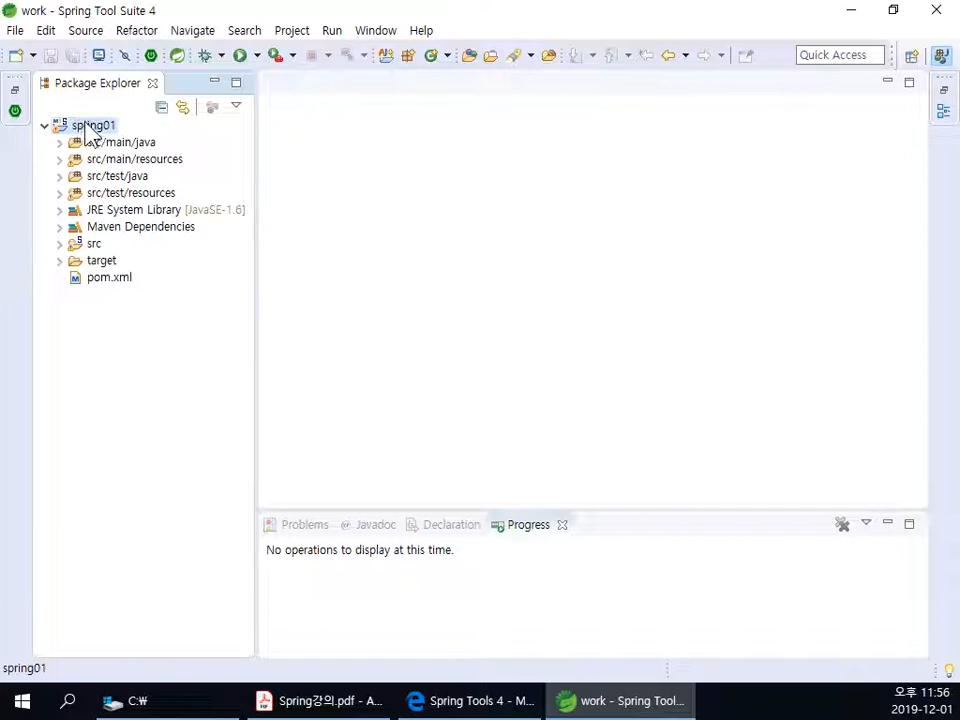 work - Spring Tool Suite 4
File Edit Source Refactor Navigate Search Project Run Window Help
Quick Access
Package Explorer
spring01
src/main/java
src/main/resources
src/test/java
src/test/resources
JRE System Library [JavaSE-1.6]
Maven Dependencies
src
target
pom.xml
Problems @ Javadoc Declaration Progress
No operations to display at this time.
spring01
C:₩ Spring강의.pdf - A... Spring Tools 4 - M... work - Spring Tool...
오후 11:56
2019-12-01